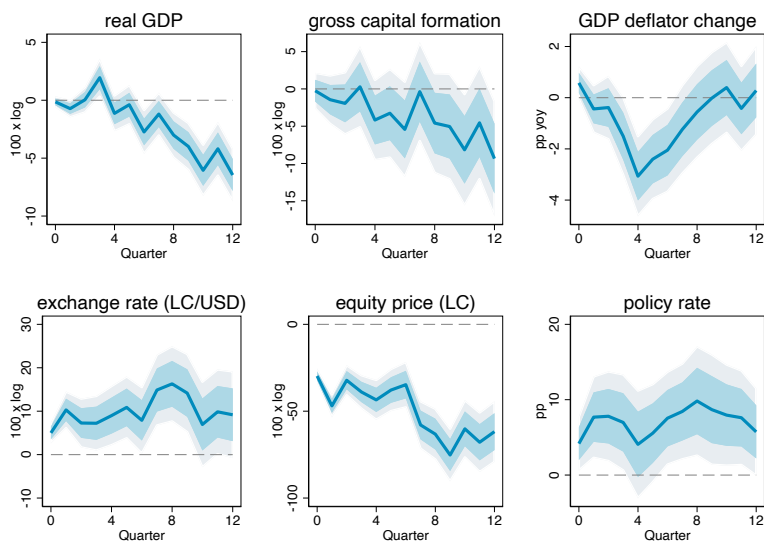 real GDP
100 x log
5
0
-5
-10
0 4 8 12
Quarter
gross capital formation
100 x log
5
0
-5
-10
-15
0 4 8 12
Quarter
GDP deflator change
pp yoy
2
0
-2
-4
0 4 8 12
Quarter
exchange rate (LC/USD)
100 x log
30
20
10
0
-10
0 4 8 12
Quarter
equity price (LC)
100 x log
0
-50
-100
0 4 8 12
Quarter
policy rate
pp
20
10
0
0 4 8 12
Quarter